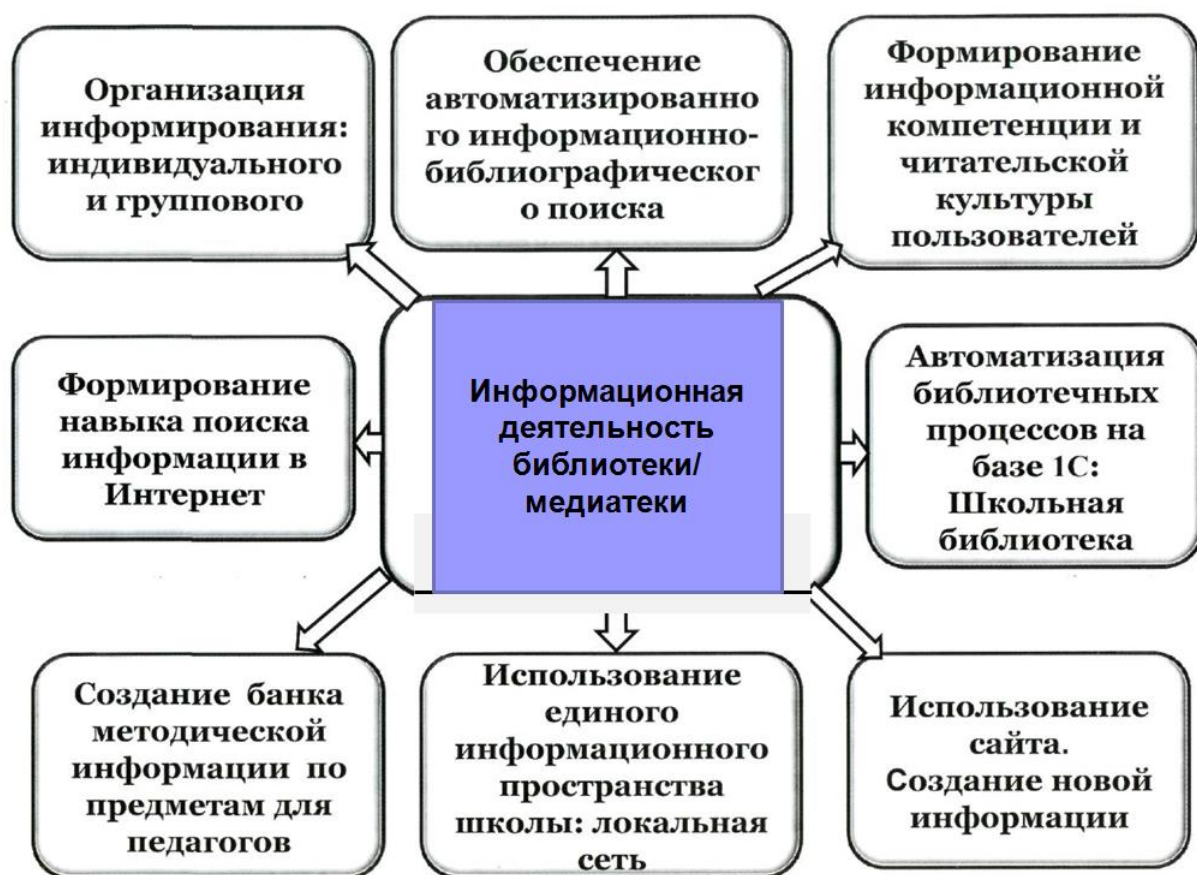 Организация
информирования:
индивидуального
и группового
Обеспечение
автоматизированно
го информационно-
библиографическог
о поиска
Формирование
информационной
компетенции и
читательской
культуры
пользователей
Формирование
навыка поиска
информации в
Интернет
Информационная
деятельность
библиотеки/
медиатеки
Автоматизация
библиотечных
процессов на
базе 1С:
Школьная
библиотека
Создание банка
методической
информации по
предметам для
педагогов
Использование
единого
информационного
пространства
школы: локальная
сеть
Использование
сайта.
Создание новой
информации